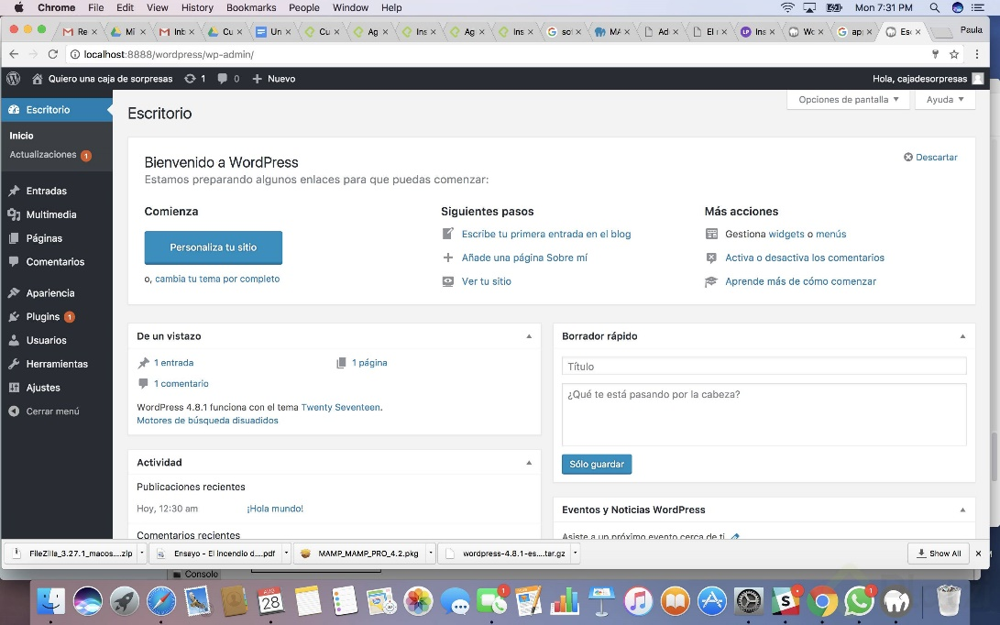 Chrome File Edit View History Bookmarks People Window Help Mon 7:31 PM
Re Mi Inb Cu Un Cu Ag Ins Ag Ins sol MA Ad El Ins Wo ap Esc Paula
localhost:8888/wordpress/wp-admin/
Quiero una caja de sorpresas 1 0 Nuevo Hola, cajadesorpresas
Escritorio
Inicio
Actualizaciones 1
Entradas
Multimedia
Páginas
Comentarios
Apariencia
Plugins 1
Usuarios
Herramientas
Ajustes
Cerrar menú
Opciones de pantalla Ayuda
Escritorio
Bienvenido a WordPress
Descartar
Estamos preparando algunos enlaces para que puedas comenzar:
Comienza
Personaliza tu sitio
o, cambia tu tema por completo
Siguientes pasos
Escribe tu primera entrada en el blog
Añade una página Sobre mí
Ver tu sitio
Más acciones
Gestiona widgets o menús
Activa o desactiva los comentarios
Aprende más de cómo comenzar
De un vistazo
1 entrada 1 página
1 comentario
WordPress 4.8.1 funciona con el tema Twenty Seventeen.
Motores de búsqueda disuadidos
Actividad
Publicaciones recientes
Hoy, 12:30 am ¡Hola mundo!
Comentarios recientes
Borrador rápido
Título
¿Qué te está pasando por la cabeza?
Sólo guardar
Eventos y Noticias WordPress
Asiste a un próximo evento cerca de ti.
FileZilla_3.27.1_macos....zip Ensayo - El incendio d....pdf MAMP_MAMP_PRO_4.2.pkg wordpress-4.8.1-es....tar.gz Show All
Console
AUG
28
1 1 1